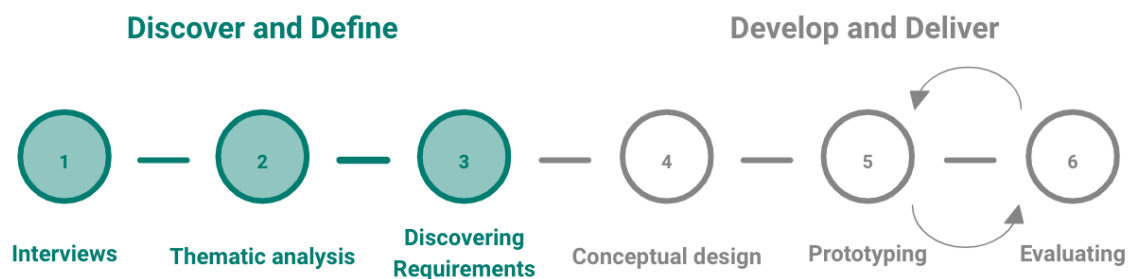 Discover and Define
Develop and Deliver
1
2
3
4
5
6
Interviews
Thematic analysis
Discovering
Requirements
Conceptual design
Prototyping
Evaluating